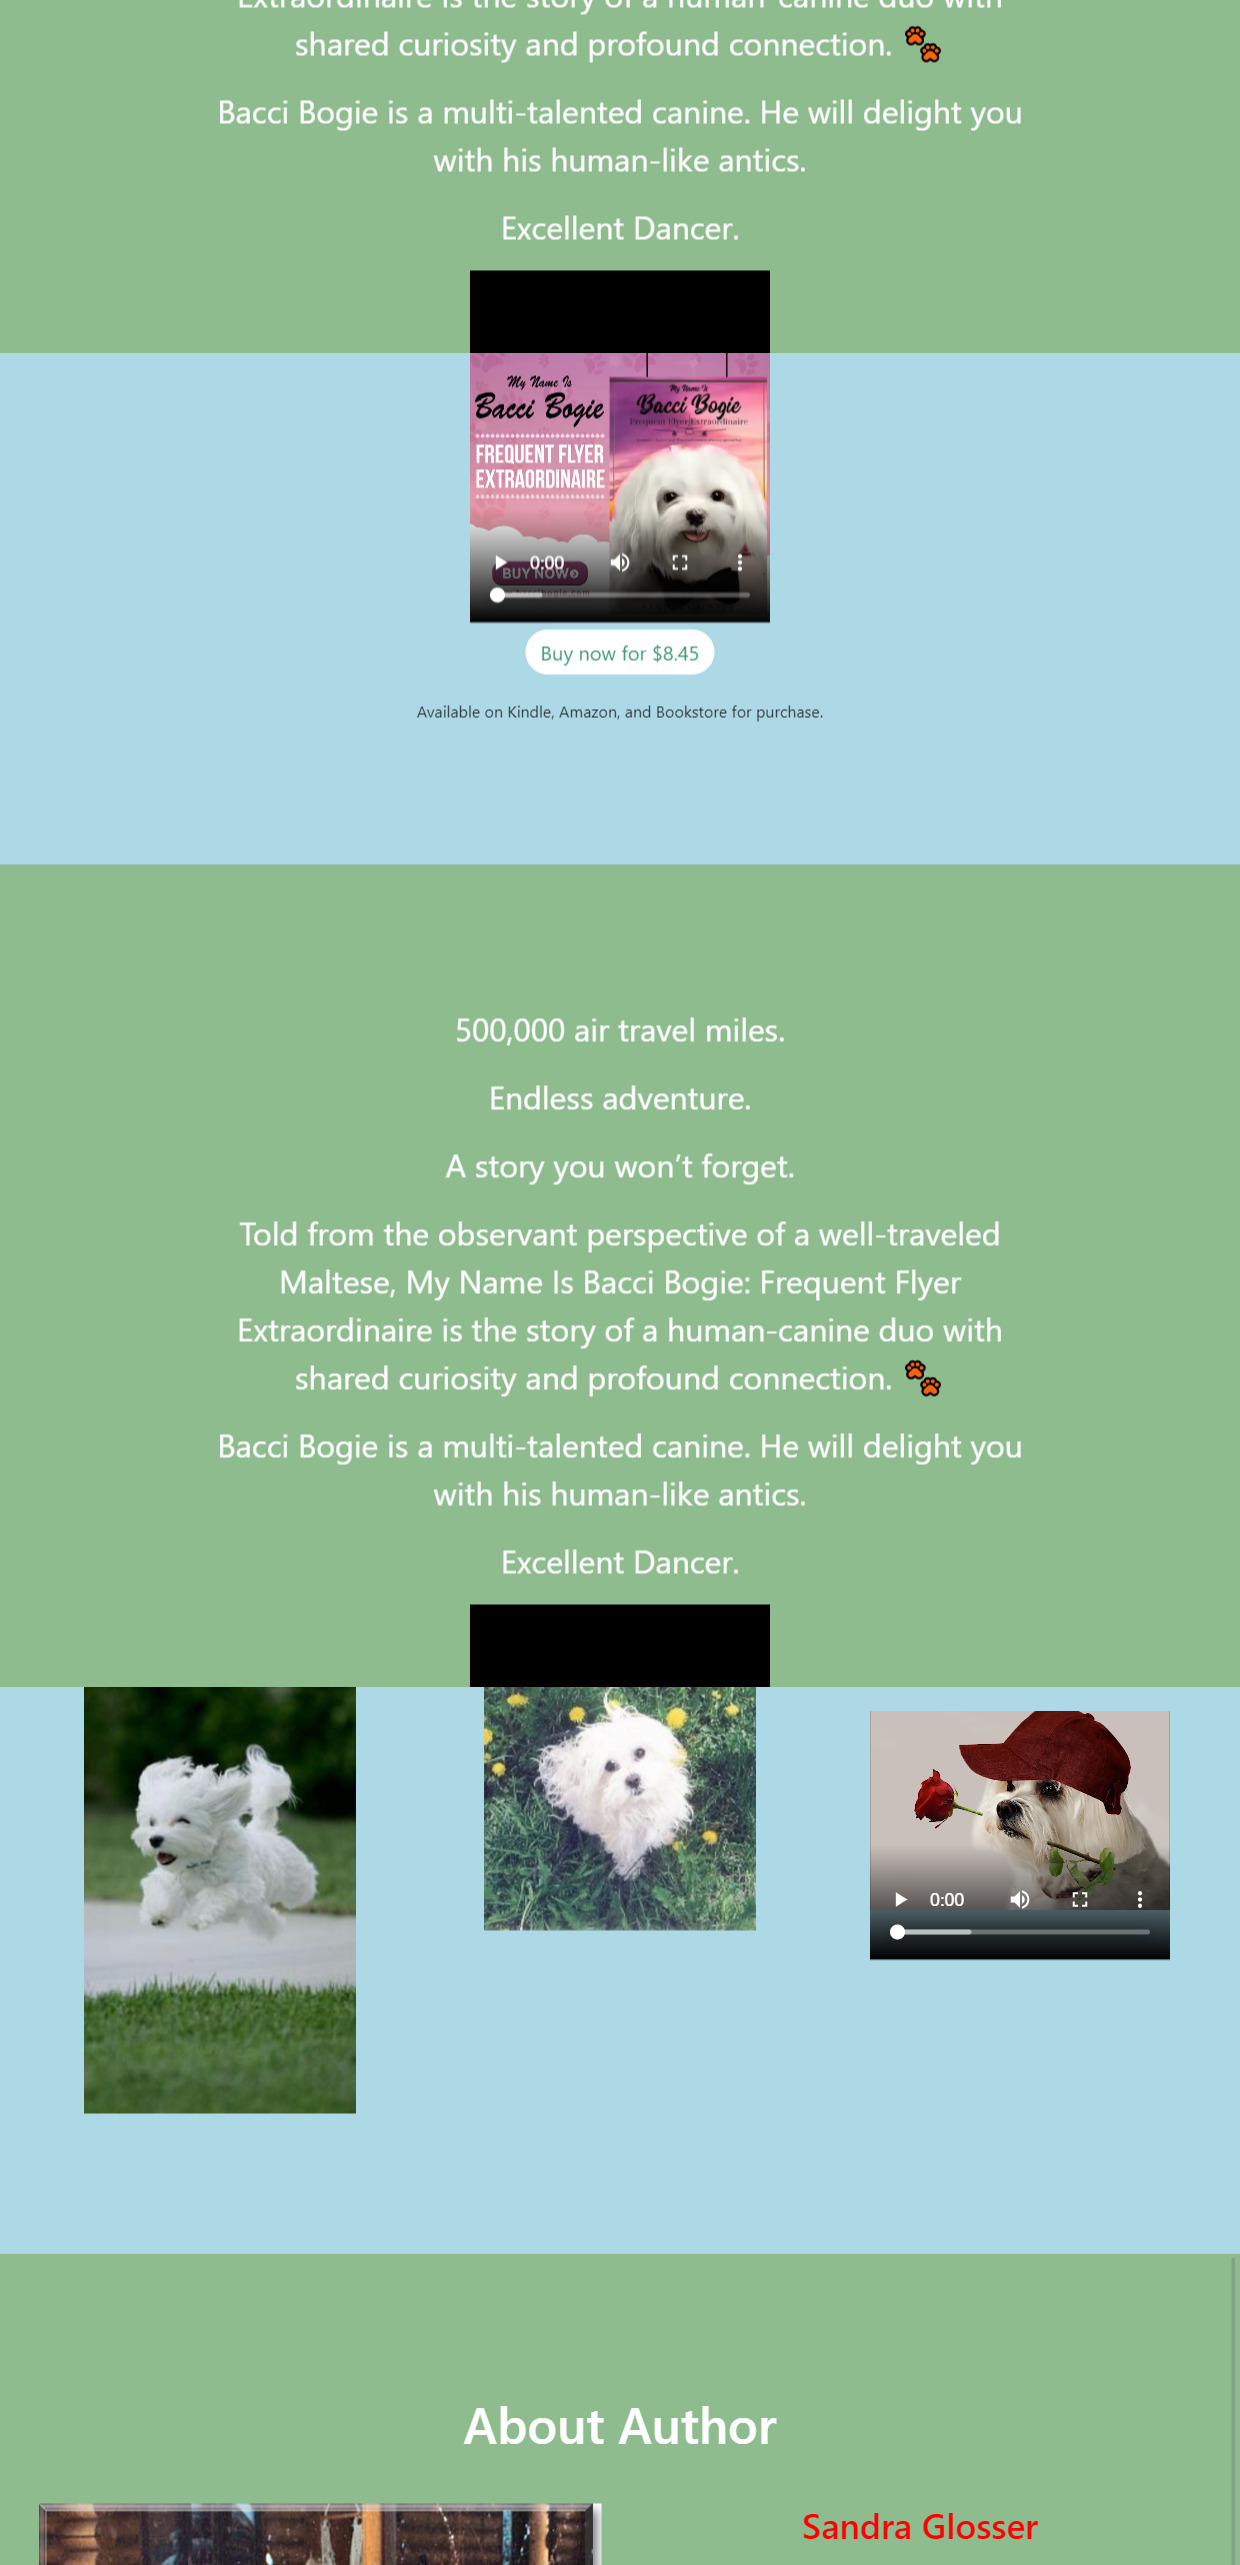 Extraordinaire is the story of a human-canine duo with
shared curiosity and profound connection.
Bacci Bogie is a multi-talented canine. He will delight you
with his human-like antics.
Excellent Dancer.
My Name Is
Bacci Bogie
FREQUENT FLYER
EXTRAORDINAIRE
My Name Is
Bacci Bogie
Frequent Flyer Extraordinaire
0:00
BUY NOW
Buy now for $8.45
Available on Kindle, Amazon, and Bookstore for purchase.
500,000 air travel miles.
Endless adventure.
A story you won’t forget.
Told from the observant perspective of a well-traveled
Maltese, My Name Is Bacci Bogie: Frequent Flyer
Extraordinaire is the story of a human-canine duo with
shared curiosity and profound connection.
Bacci Bogie is a multi-talented canine. He will delight you
with his human-like antics.
Excellent Dancer.
0:00
About Author
Sandra Glosser